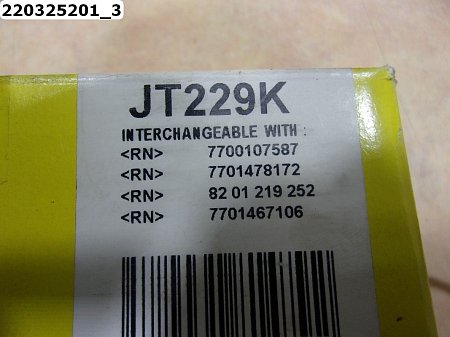 220325201_3
JT229K
INTERCHANGEABLE WITH :
<RN> 7700107587
<RN> 7701478172
<RN> 82 01 219 252
<RN> 7701467106